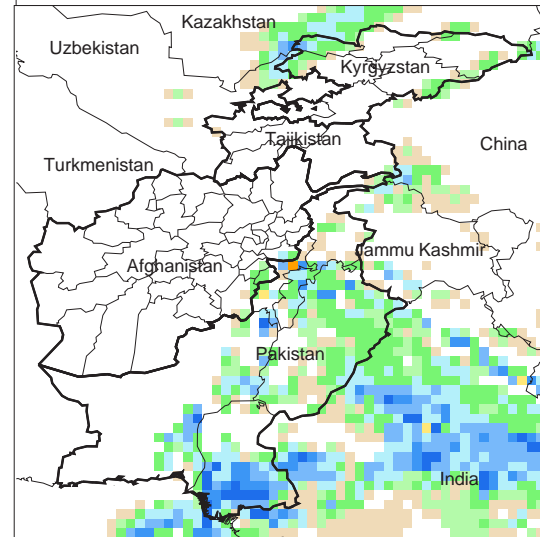 Kazakhstan
Uzbekistan
Kyrgyzstan
Tajikistan
China
Turkmenistan
Jammu Kashmir
Afghanistan
Pakistan
India